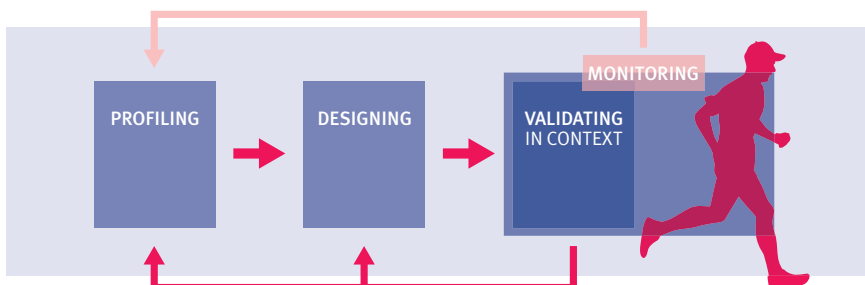 MONITORING
PROFILING
DESIGNING
VALIDATING
IN CONTEXT